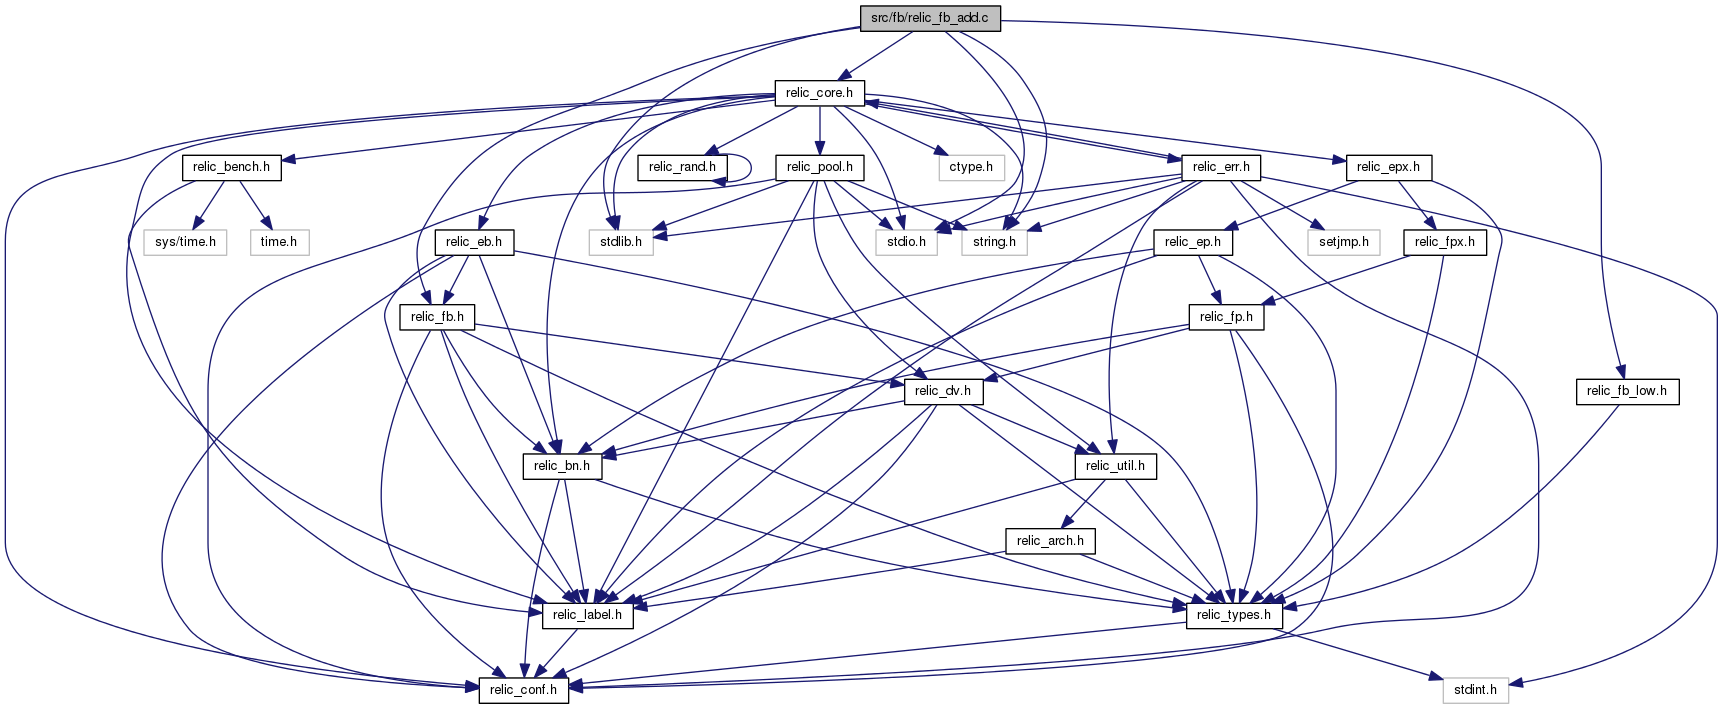 src/fb/relic_fb_add.c
relic_core.h
relic_bench.h
relic_rand.h
relic_pool.h
ctype.h
relic_err.h
relic_epx.h
sys/time.h
time.h
relic_eb.h
stdlib.h
stdio.h
string.h
relic_ep.h
setjmp.h
relic_fpx.h
relic_fb.h
relic_fp.h
relic_dv.h
relic_fb_low.h
relic_bn.h
relic_util.h
relic_arch.h
relic_label.h
relic_types.h
relic_conf.h
stdint.h